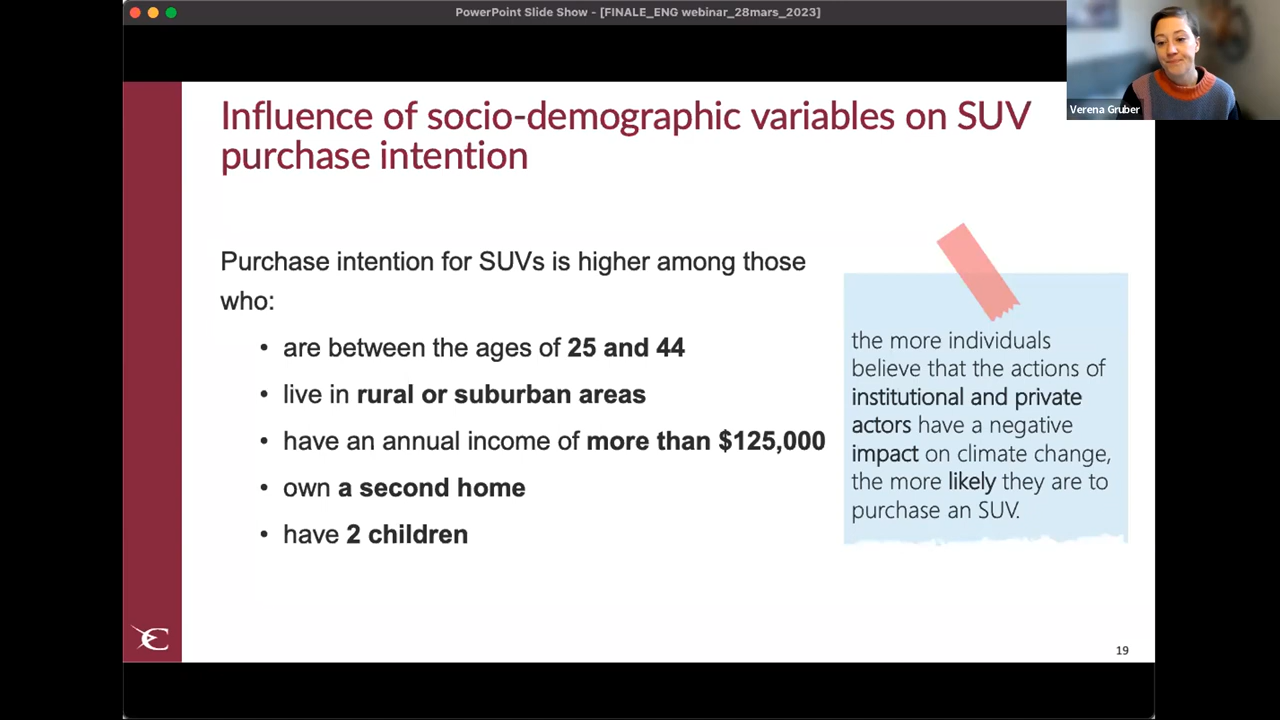 PowerPoint Slide Show - [FINALE_ENG webinar_28mars_2023]
Verena Gruber
Influence of socio-demographic variables on SUV
purchase intention
Purchase intention for SUVs is higher among those
who:
• are between the ages of 25 and 44
• live in rural or suburban areas
• have an annual income of more than $125,000
• own a second home
• have 2 children
the more individuals
believe that the actions of
institutional and private
actors have a negative
impact on climate change,
the more likely they are to
purchase an SUV.
19